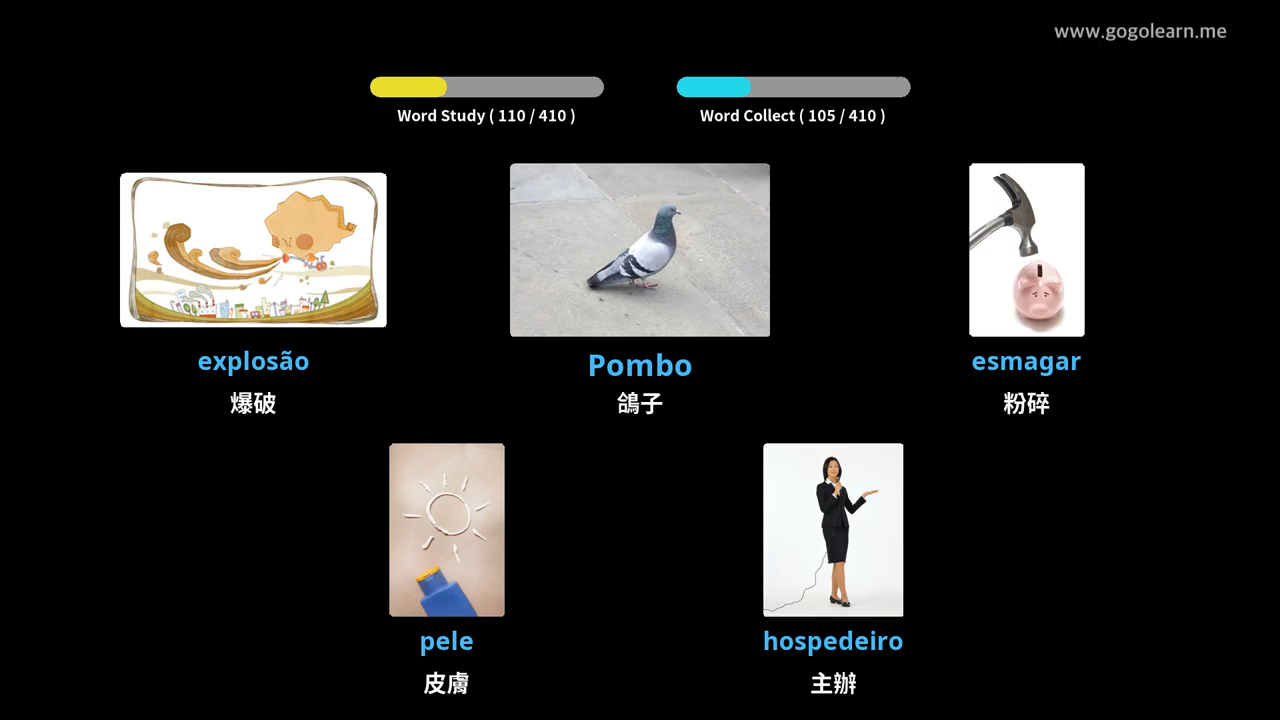 www.gogolearn.me
Word Study ( 110 / 410 )
Word Collect ( 105 / 410 )
explosão
爆破
Pombo
鴿子
esmagar
粉碎
pele
皮膚
hospedeiro
主辦